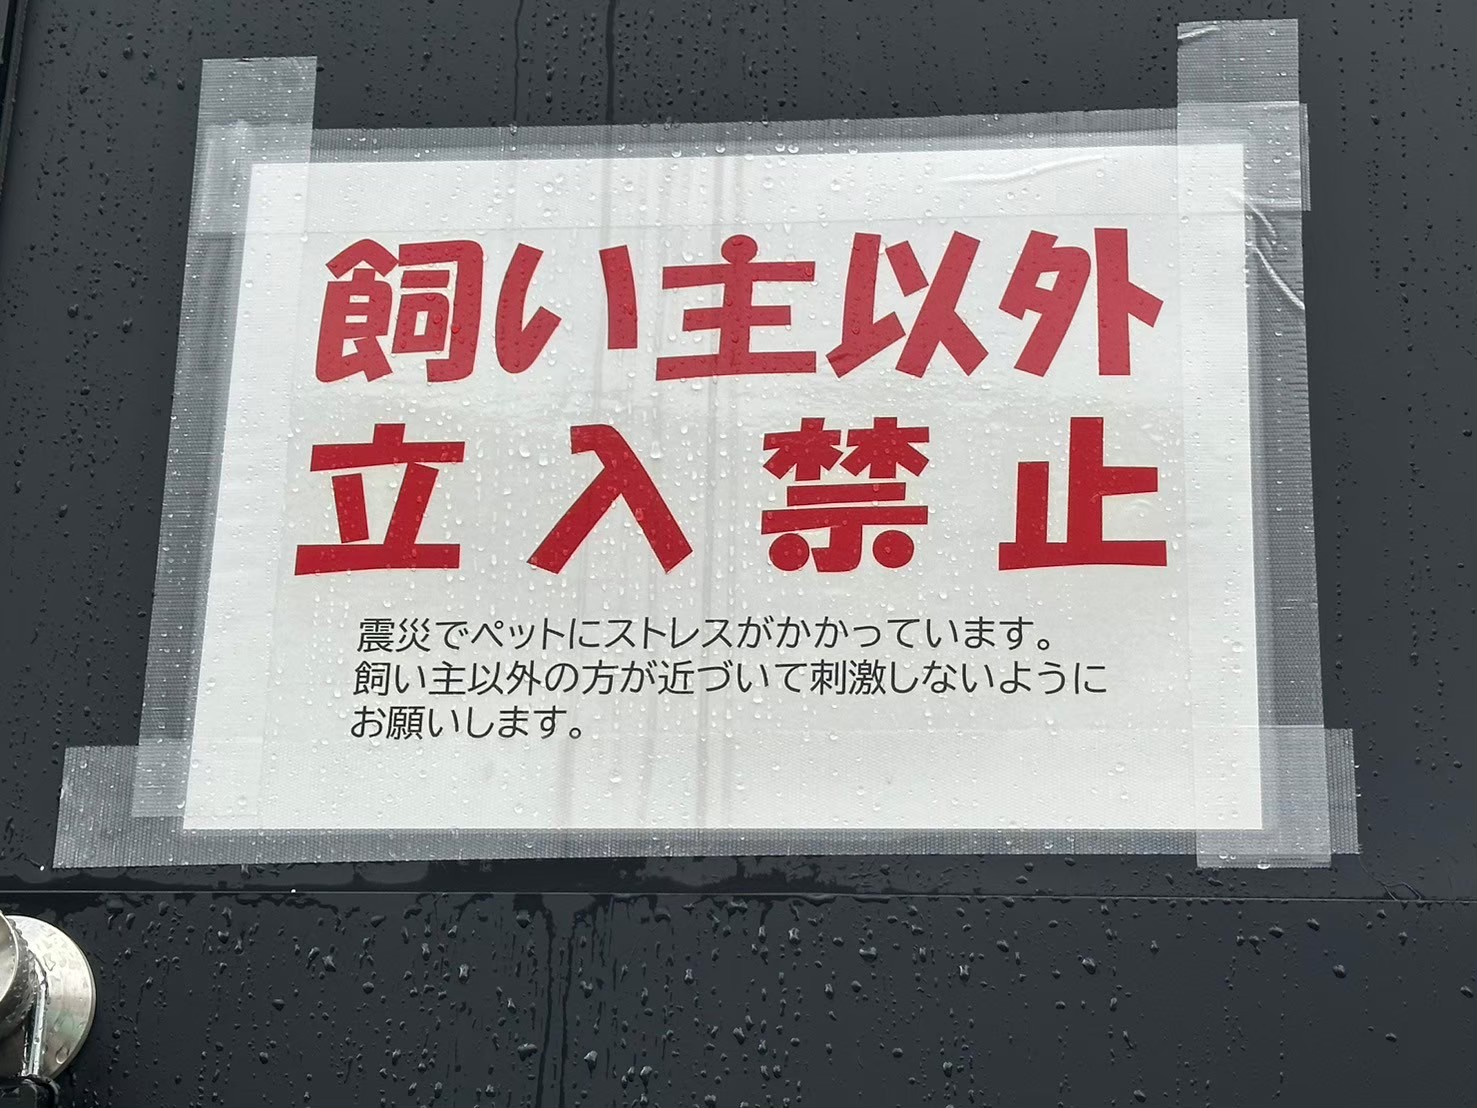 飼い主以外
立入禁止
震災でペットにストレスがかかっています。
飼い主以外の方が近づいて刺激しないように
お願いします。